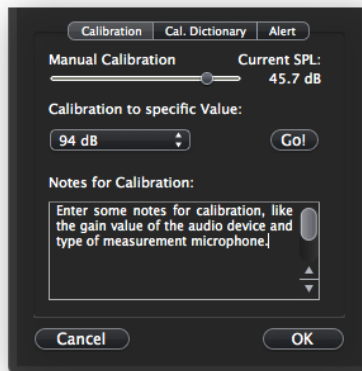 Calibration Cal. Dictionary Alert
Manual Calibration Current SPL:
45.7 dB
Calibration to specific Value:
94 dB Go!
Notes for Calibration:
Enter some notes for calibration, like
the gain value of the audio device and
type of measurement microphone.
Cancel OK